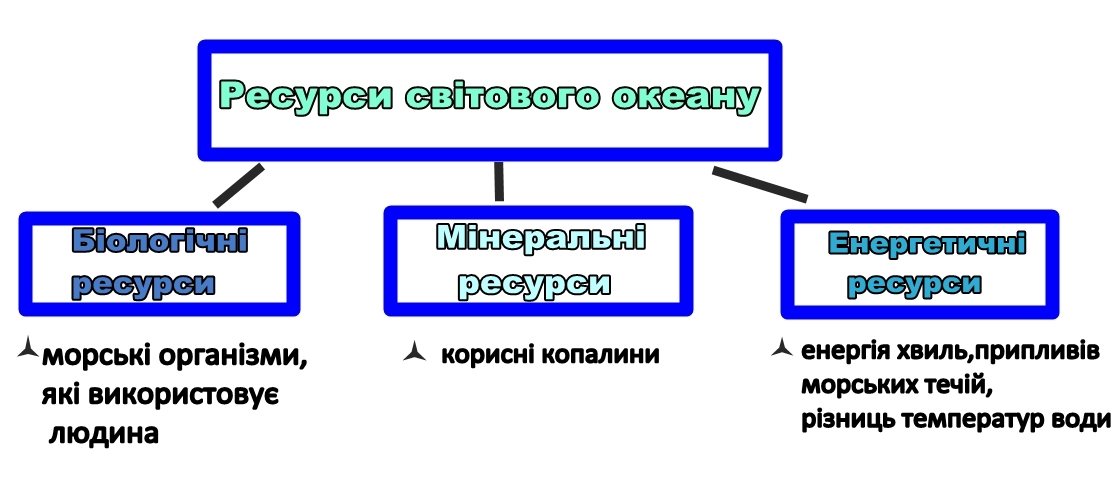 Ресурси світового океану
Біологічні
ресурси
морські організми,
які використовує
людина
Мінеральні
ресурси
корисні копалини
Енергетичні
ресурси
енергія хвиль,припливів
морських течій,
різниць температур води